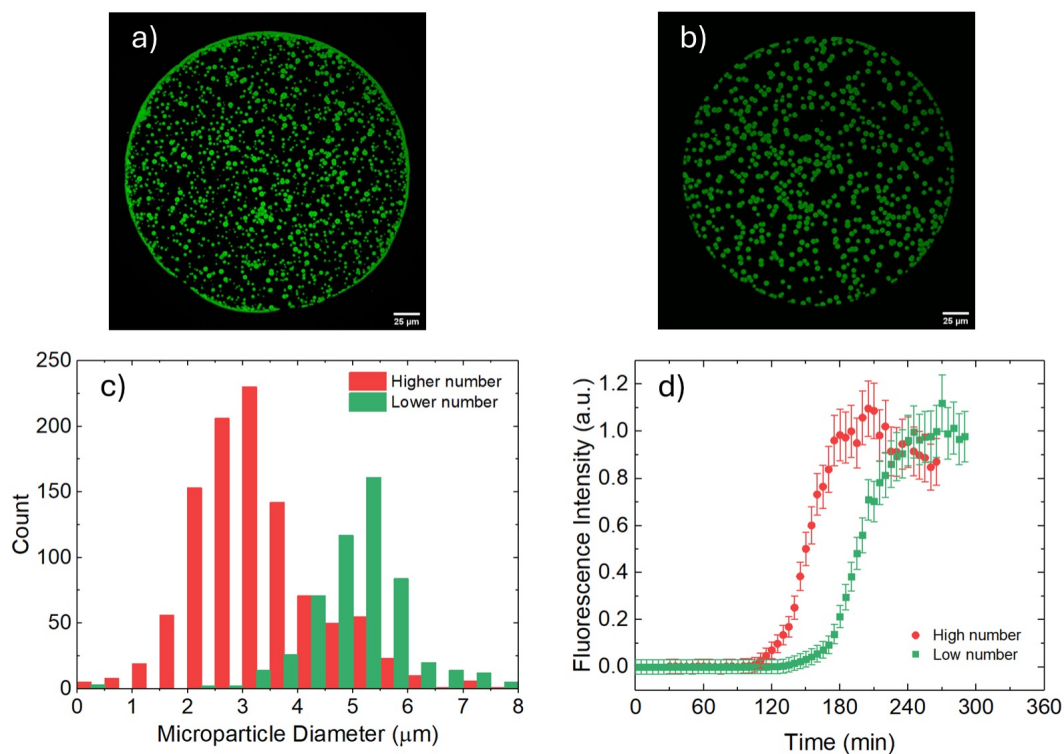 a)
25 μm
b)
25 μm
c)
Higher number
Lower number
250
200
150
100
50
0
Count
0 1 2 3 4 5 6 7 8
Microparticle Diameter (μm)
d)
1.2
1.0
0.8
0.6
0.4
0.2
0.0
Fluorescence Intensity (a.u.)
High number
Low number
0 60 120 180 240 300 360
Time (min)